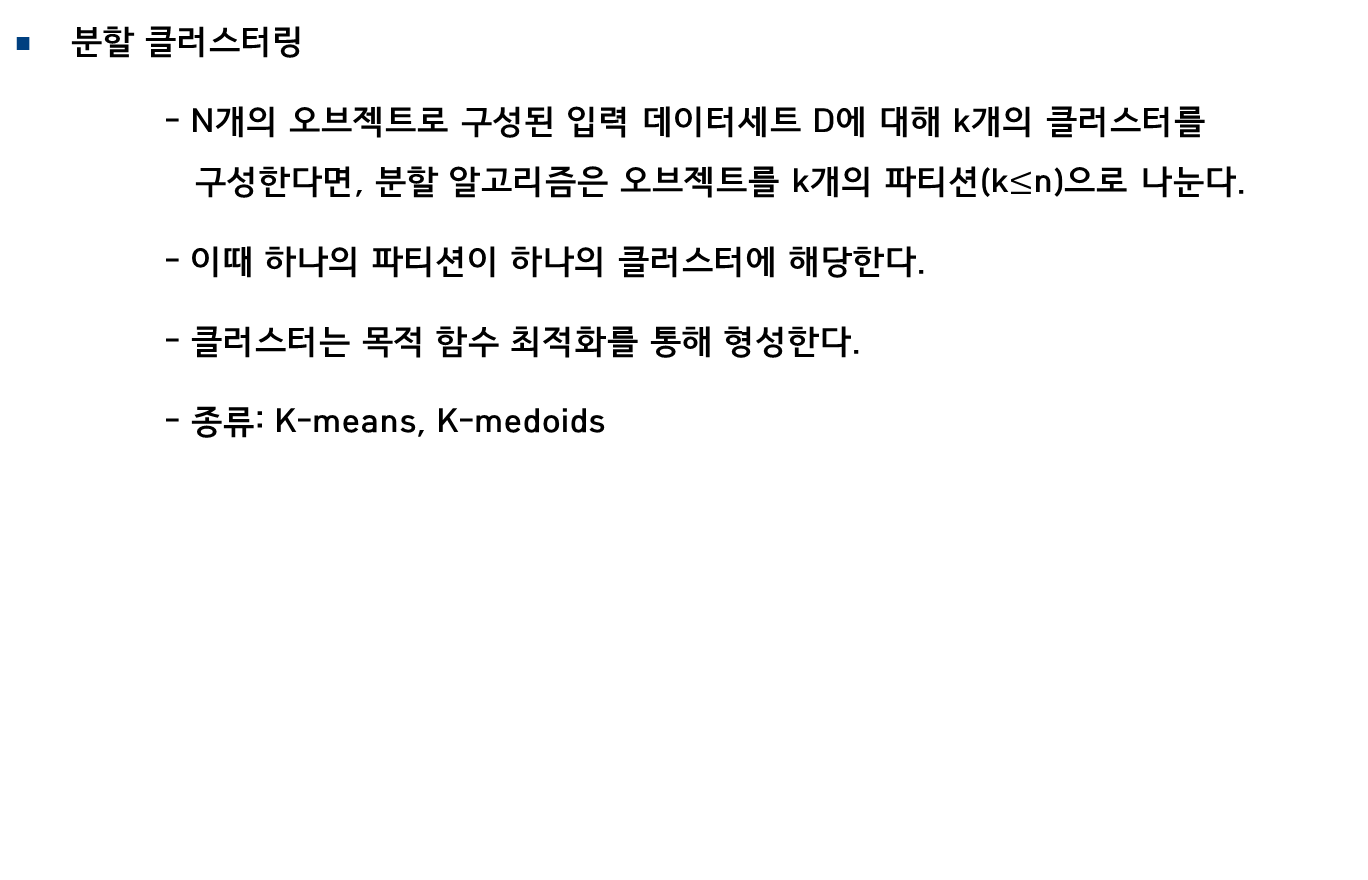 ▪ 분할 클러스터링
- N개의 오브젝트로 구성된 입력 데이터세트 D에 대해 k개의 클러스터를
구성한다면, 분할 알고리즘은 오브젝트를 k개의 파티션(k≤n)으로 나눈다.
- 이때 하나의 파티션이 하나의 클러스터에 해당한다.
- 클러스터는 목적 함수 최적화를 통해 형성한다.
- 종류: K-means, K-medoids